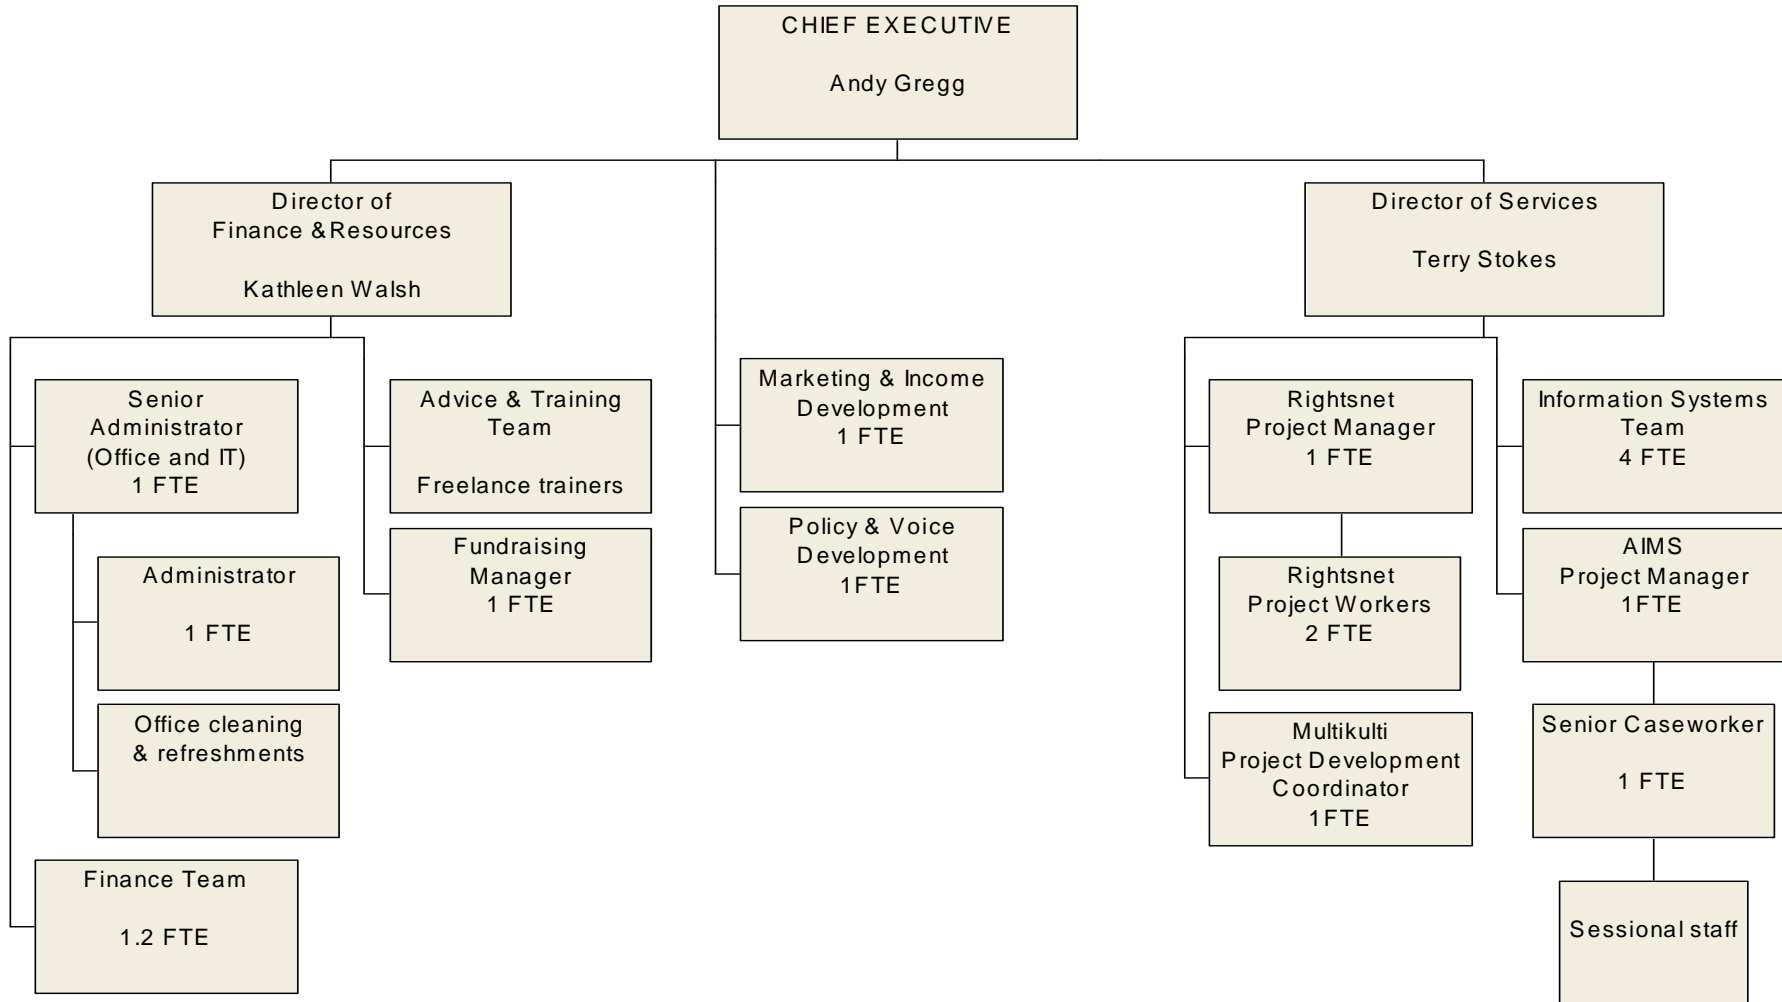 CHIEF EXECUTIVE
Andy Gregg
Director of
Finance & Resources
Kathleen Walsh
Director of Services
Terry Stokes
Senior
Administrator
(Office and IT)
1 FTE
Administrator
1 FTE
Office cleaning
& refreshments
Finance Team
1.2 FTE
Advice & Training
Team
Freelance trainers
Fundraising
Manager
1 FTE
Marketing & Income
Development
1 FTE
Policy & Voice
Development
1FTE
Rightsnet
Project Manager
1 FTE
Rightsnet
Project Workers
2 FTE
Multikulti
Project Development
Coordinator
1FTE
Information Systems
Team
4 FTE
AIMS
Project Manager
1FTE
Senior Caseworker
1 FTE
Sessional staff